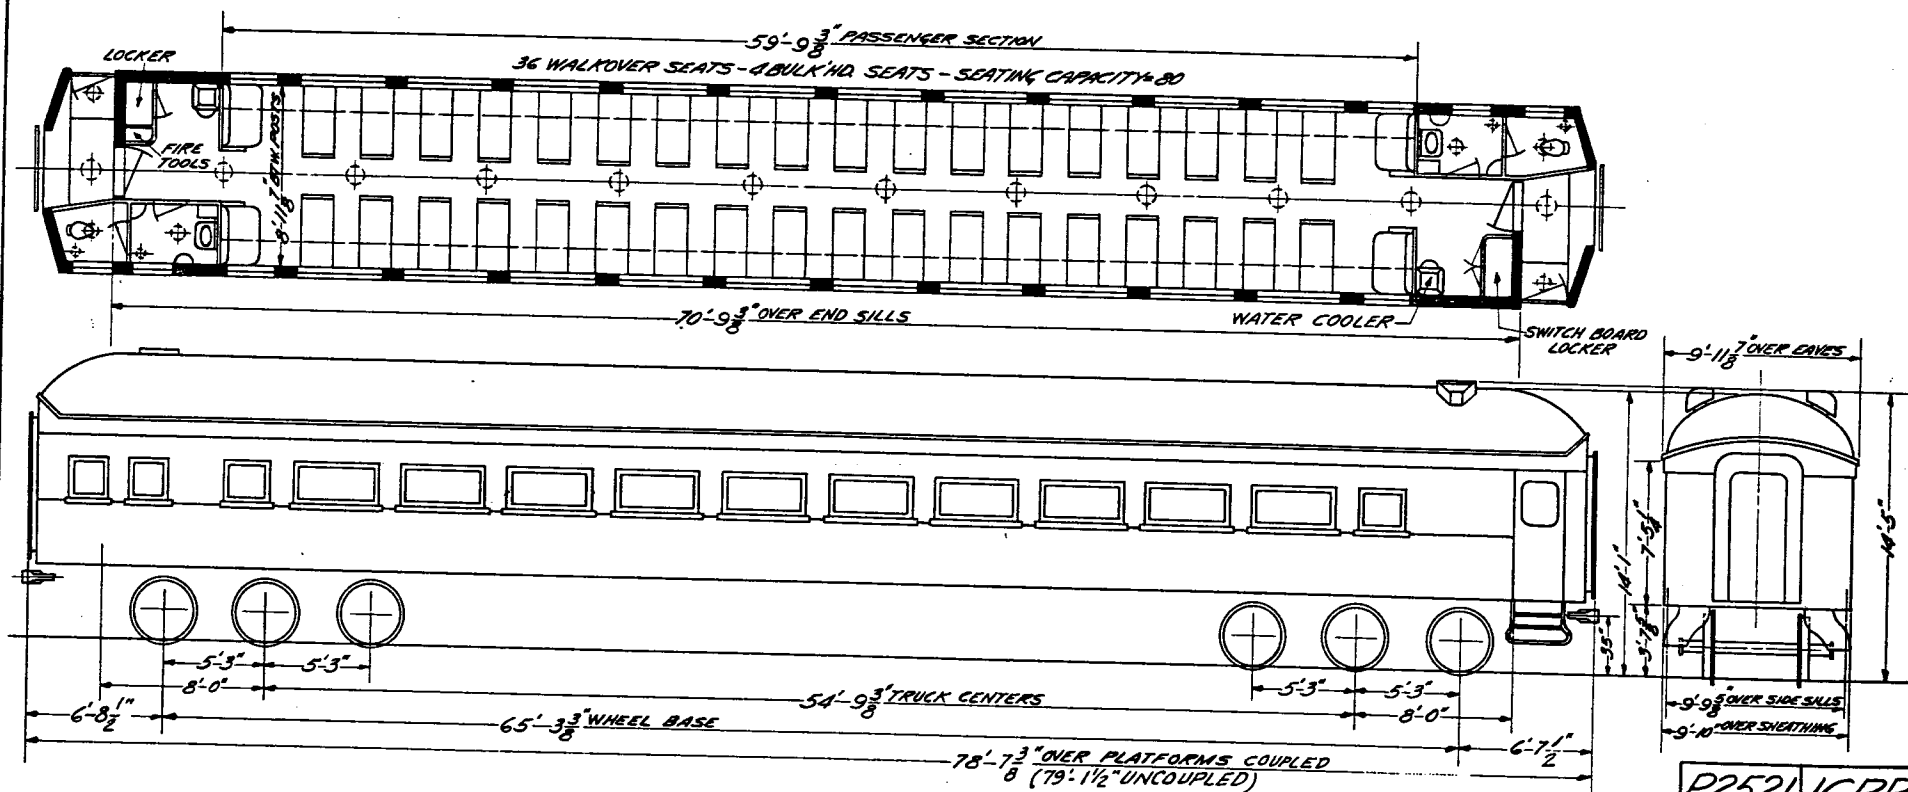 59'-9 3/8" PASSENGER SECTION
36 WALKOVER SEATS - 4 BULK'HD. SEATS - SEATING CAPACITY = 80
LOCKER
FIRE
TOOLS
8'-11 7/8" BTW. POSTS
70'-9 3/8" OVER END SILLS
WATER COOLER
SWITCH BOARD
LOCKER
9'-11 7/8" OVER EAVES
14'-1"
7'-5 1/4"
3'-7 5/8"
35"
14'-5"
5'-3"
5'-3"
8'-0"
54'-9 3/8" TRUCK CENTERS
5'-3"
5'-3"
8'-0"
6'-8 1/2"
65'-3 3/8" WHEEL BASE
6'-7 1/2"
9'-9 5/8" OVER SIDE SILLS
9'-10" OVER SHEATHING
78'-7 3/8" OVER PLATFORMS COUPLED
(79'-1 1/2" UNCOUPLED)
P2521 ICRR